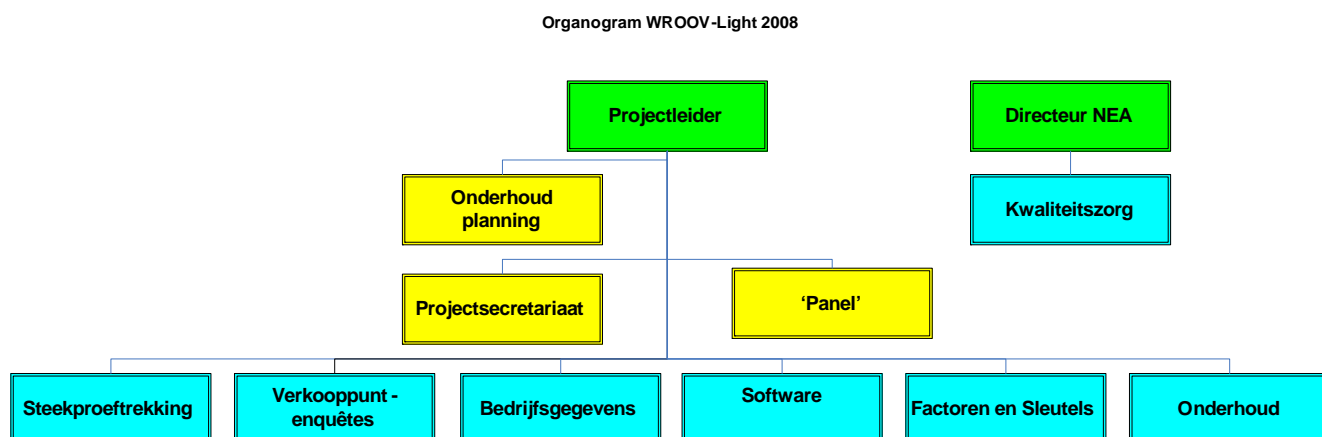 Organogram WROOV-Light 2008
Projectleider
Directeur NEA
Onderhoud
planning
Kwaliteitszorg
Projectsecretariaat
‘Panel’
Steekproeftrekking
Verkooppunt -
enquêtes
Bedrijfsgegevens
Software
Factoren en Sleutels
Onderhoud